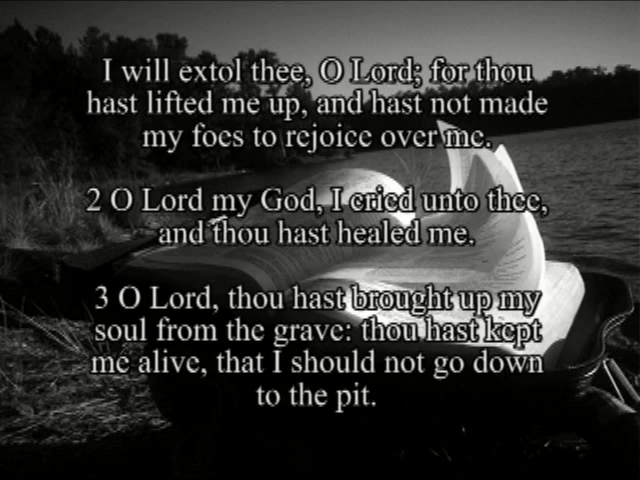 I will extol thee, O Lord; for thou
hast lifted me up, and hast not made
my foes to rejoice over me.
2 O Lord my God, I cried unto thee,
and thou hast healed me.
3 O Lord, thou hast brought up my
soul from the grave: thou hast kept
me alive, that I should not go down
to the pit.